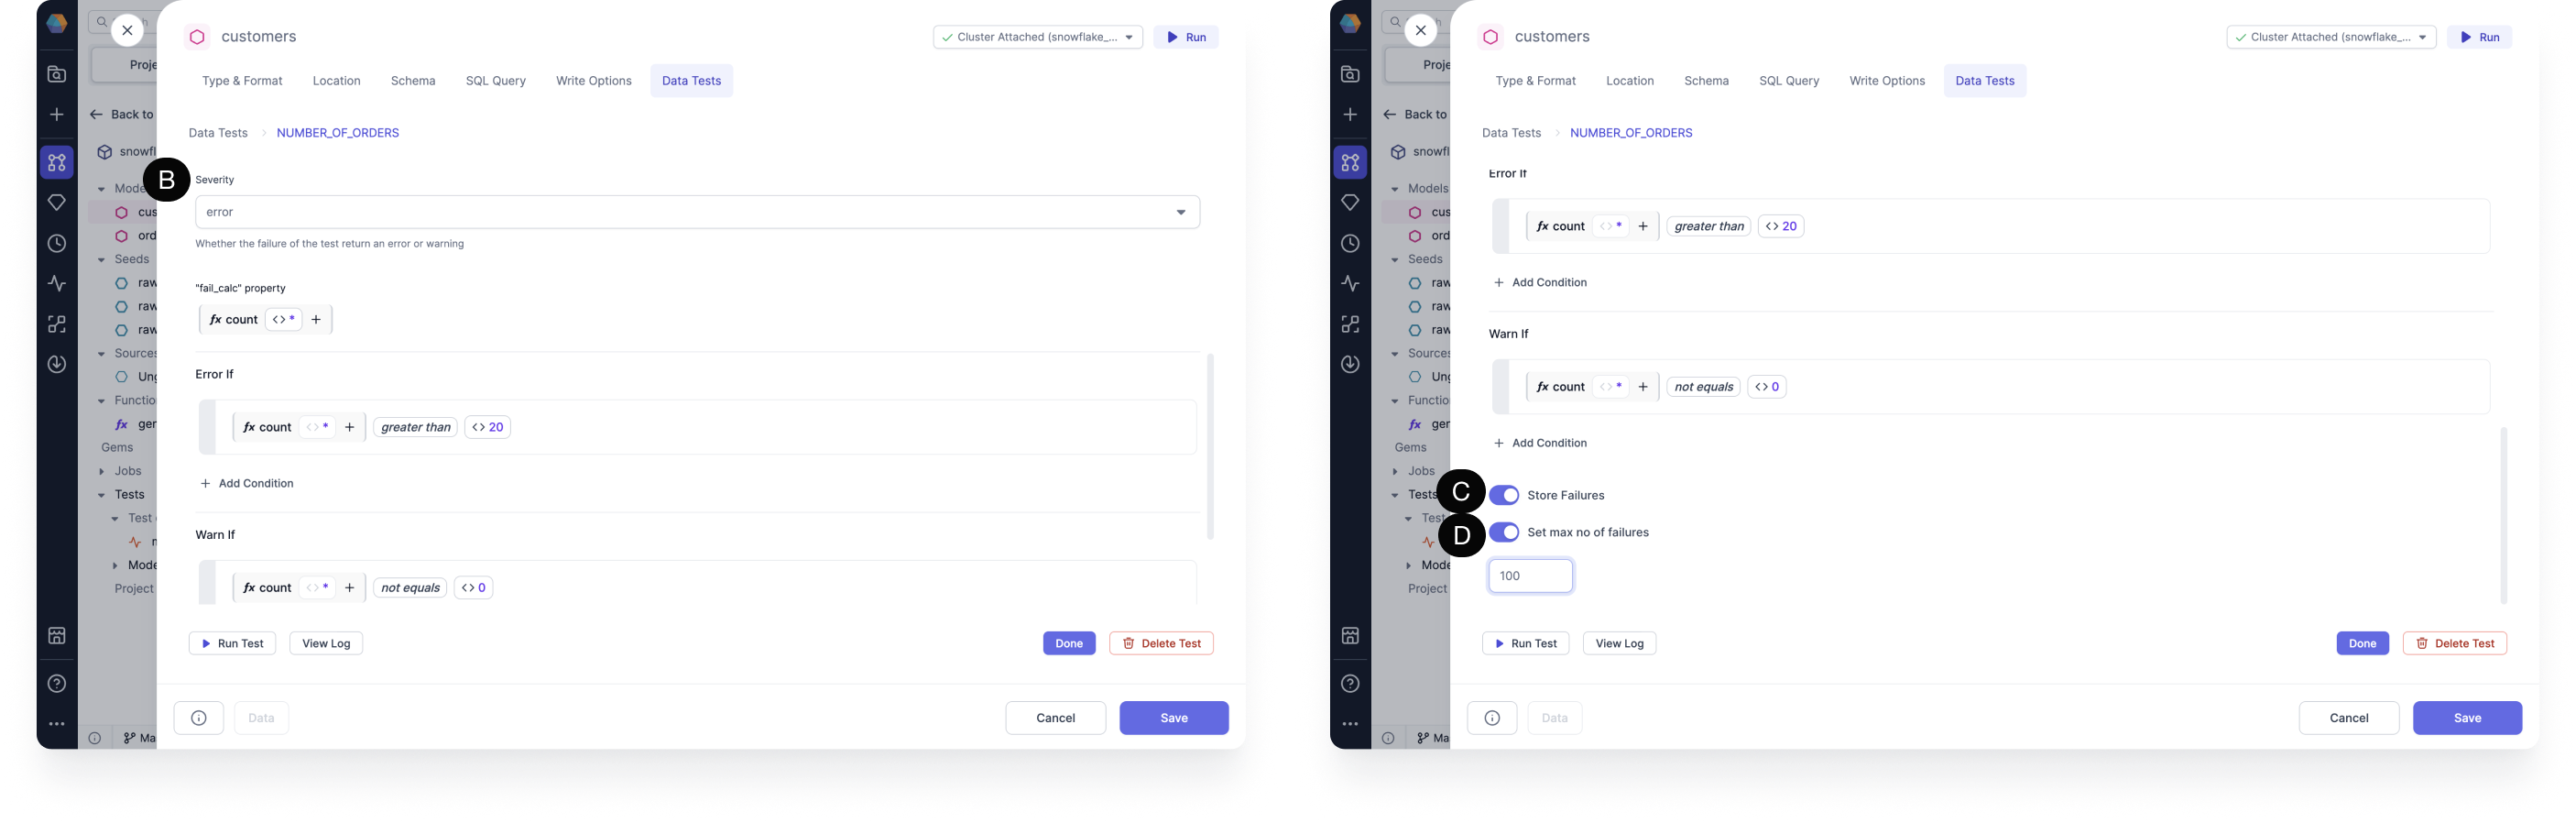 customers
Cluster Attached (snowflake_...
Run
Type & Format Location Schema SQL Query Write Options Data Tests
Proje
Back to
Data Tests > NUMBER_OF_ORDERS
snowfl
B
Severity
error
Whether the failure of the test return an error or warning
Mode
cus
ord
Seeds
raw
raw
raw
Sources
Ung
Functio
fx ger
Gems
Jobs
Tests
Test
Mode
Project
"fail_calc" property
fx count <> * +
Error If
fx count <> * + greater than <> 20
+ Add Condition
Warn If
fx count <> * + not equals <> 0
Run Test View Log Done Delete Test
Data Cancel Save
Ma
customers
Cluster Attached (snowflake_...
Run
Type & Format Location Schema SQL Query Write Options Data Tests
Proje
Back to
Data Tests > NUMBER_OF_ORDERS
snowfl
Models
cus
ord
Seeds
raw
raw
raw
Sources
Ung
Functio
fx ger
Gems
Jobs
Tests
Test
Mode
Project
Error If
fx count <> * + greater than <> 20
+ Add Condition
Warn If
fx count <> * + not equals <> 0
+ Add Condition
C
Store Failures
D
Set max no of failures
100
Run Test View Log Done Delete Test
Data Cancel Save
Ma